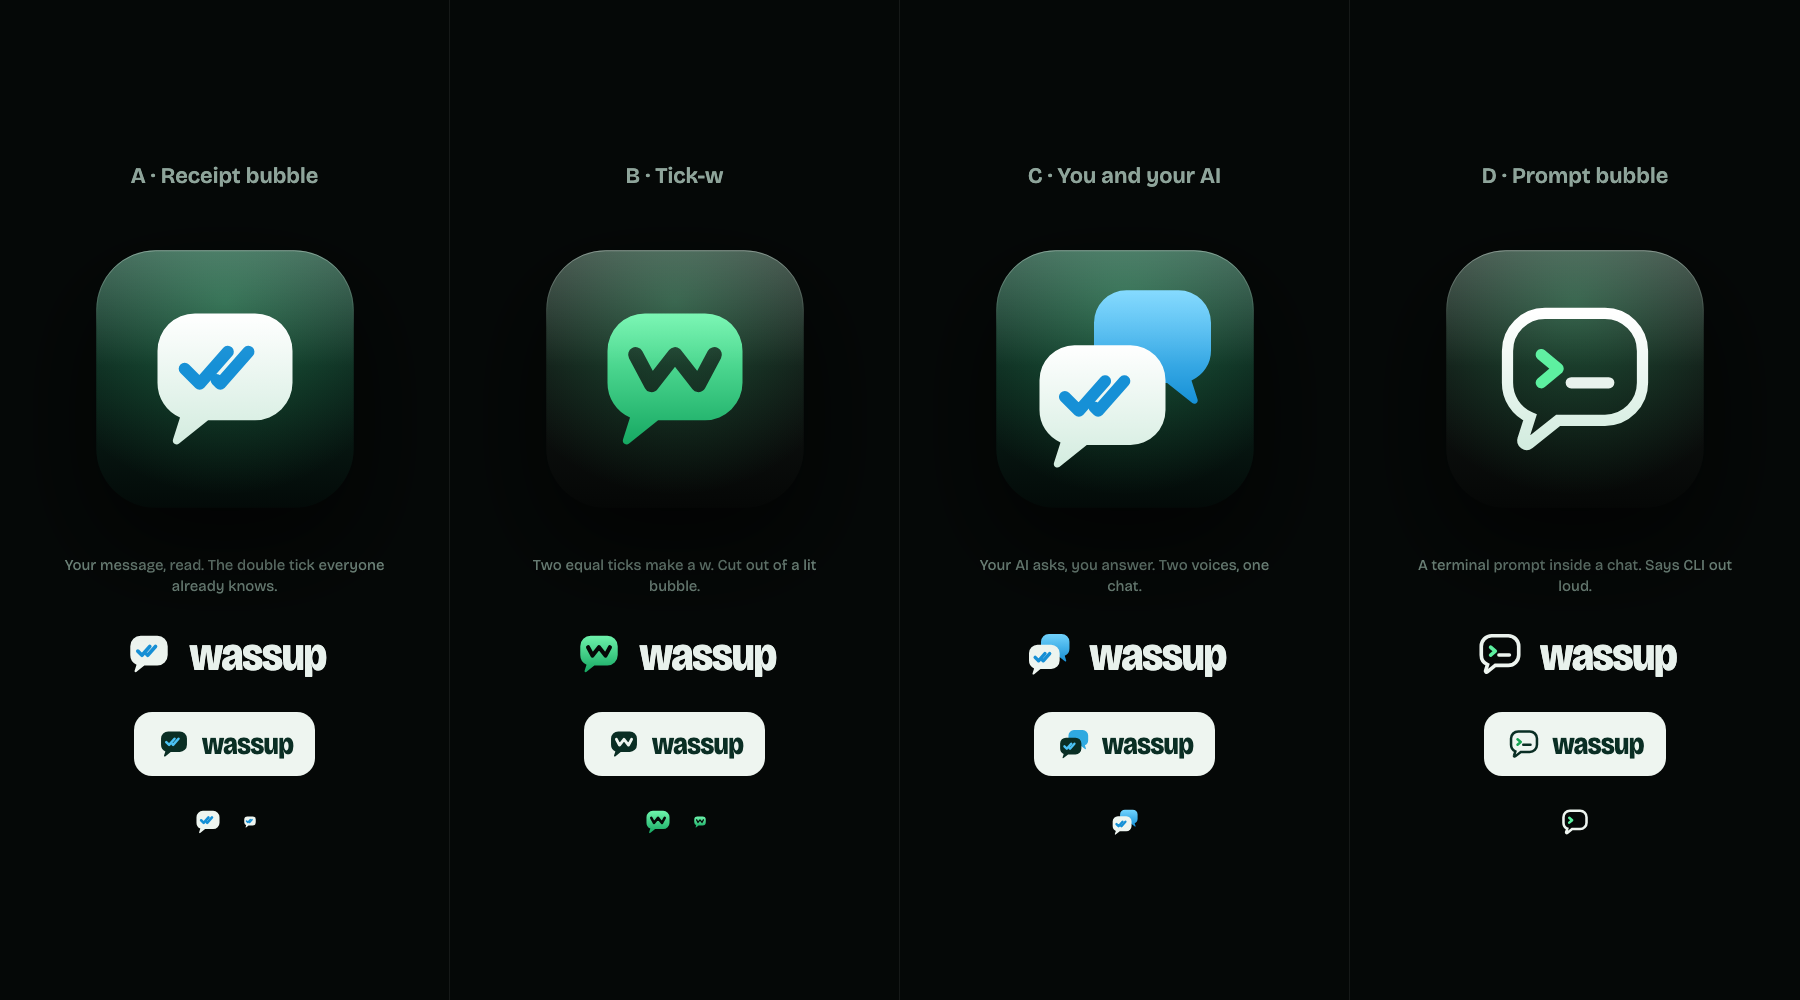 A · Receipt bubble
Your message, read. The double tick everyone
already knows.
wassup
wassup
B · Tick-w
Two equal ticks make a w. Cut out of a lit
bubble.
wassup
wassup
C · You and your AI
Your AI asks, you answer. Two voices, one
chat.
wassup
wassup
D · Prompt bubble
A terminal prompt inside a chat. Says CLI out
loud.
wassup
wassup